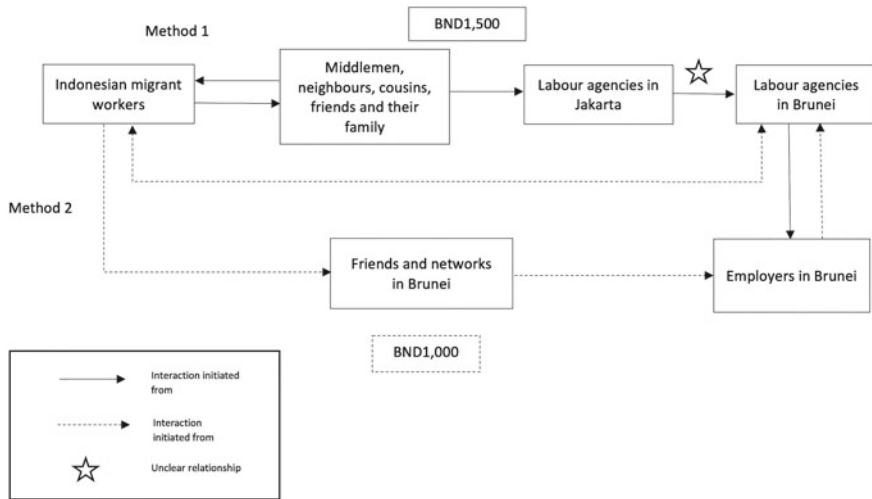 Method 1
BND1,500
Indonesian migrant
workers
Middlemen,
neighbours, cousins,
friends and their
family
Labour agencies in
Jakarta
Labour agencies
in Brunei
Method 2
Friends and networks
in Brunei
Employers in Brunei
BND1,000
Interaction initiated
from
Interaction
initiated from
Unclear relationship